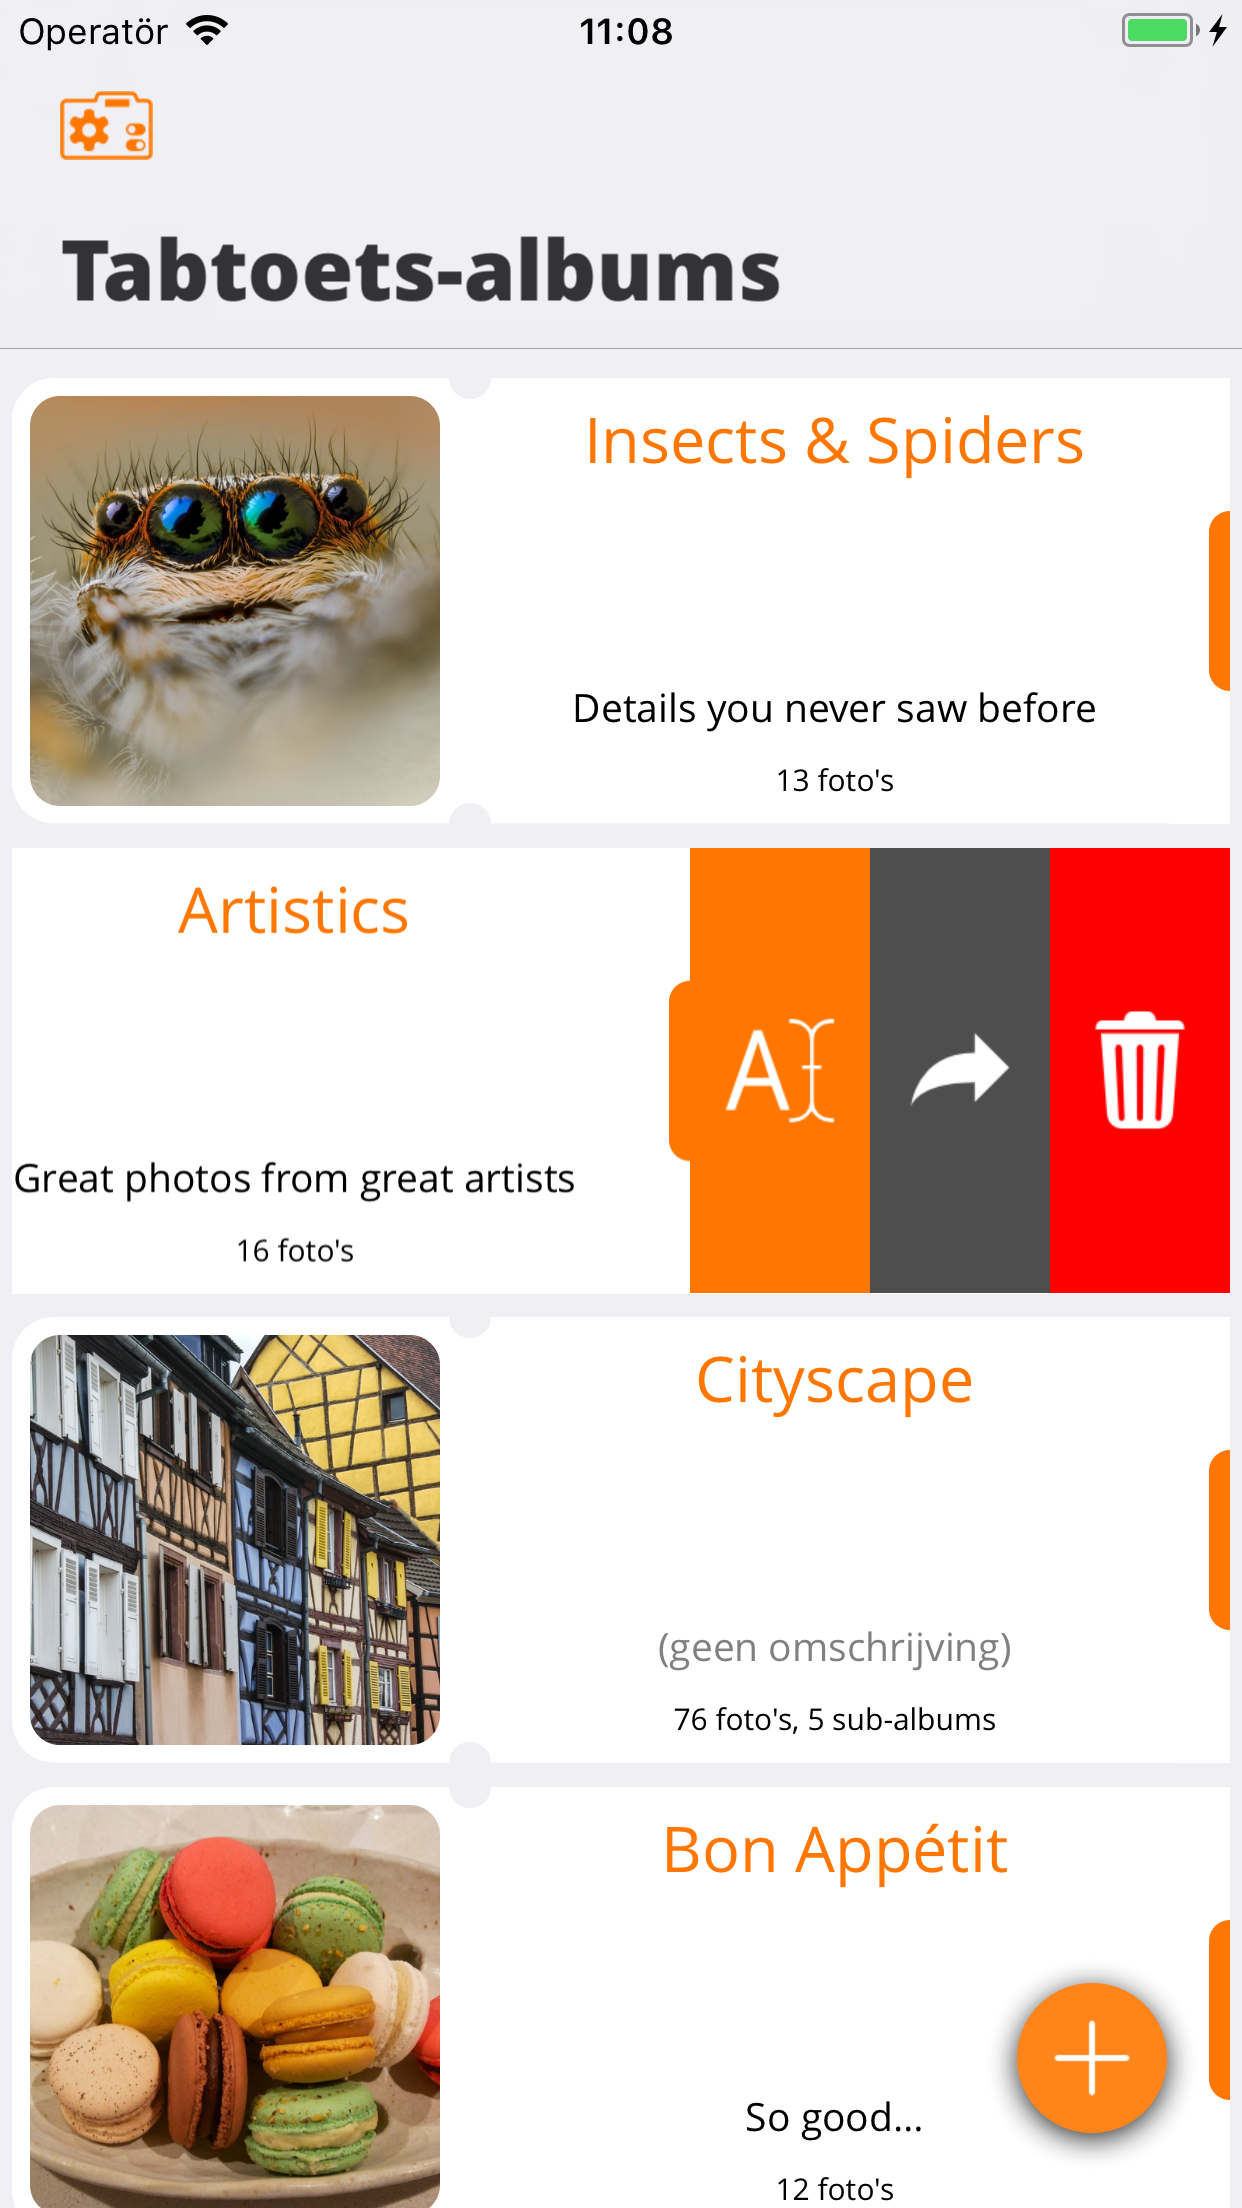 Operatör 11:08
Tabtoets-albums
Insects & Spiders
Details you never saw before
13 foto's
Artistics
A
Great photos from great artists
16 foto's
Cityscape
(geen omschrijving)
76 foto's, 5 sub-albums
Bon Appétit
So good...
12 foto's